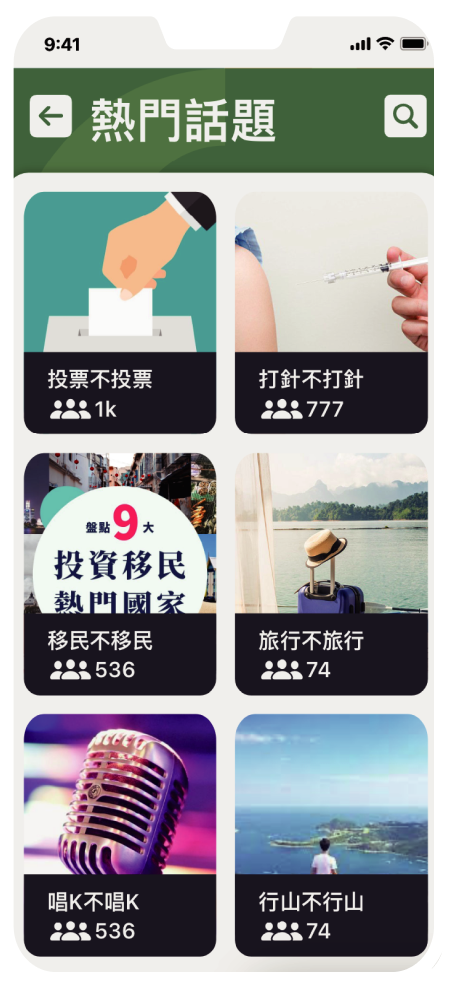 9:41
熱門話題
投票不投票
1k
打針不打針
777
盤點9大
投資移民
熱門國家
移民不移民
536
旅行不旅行
74
唱K不唱K
536
行山不行山
74